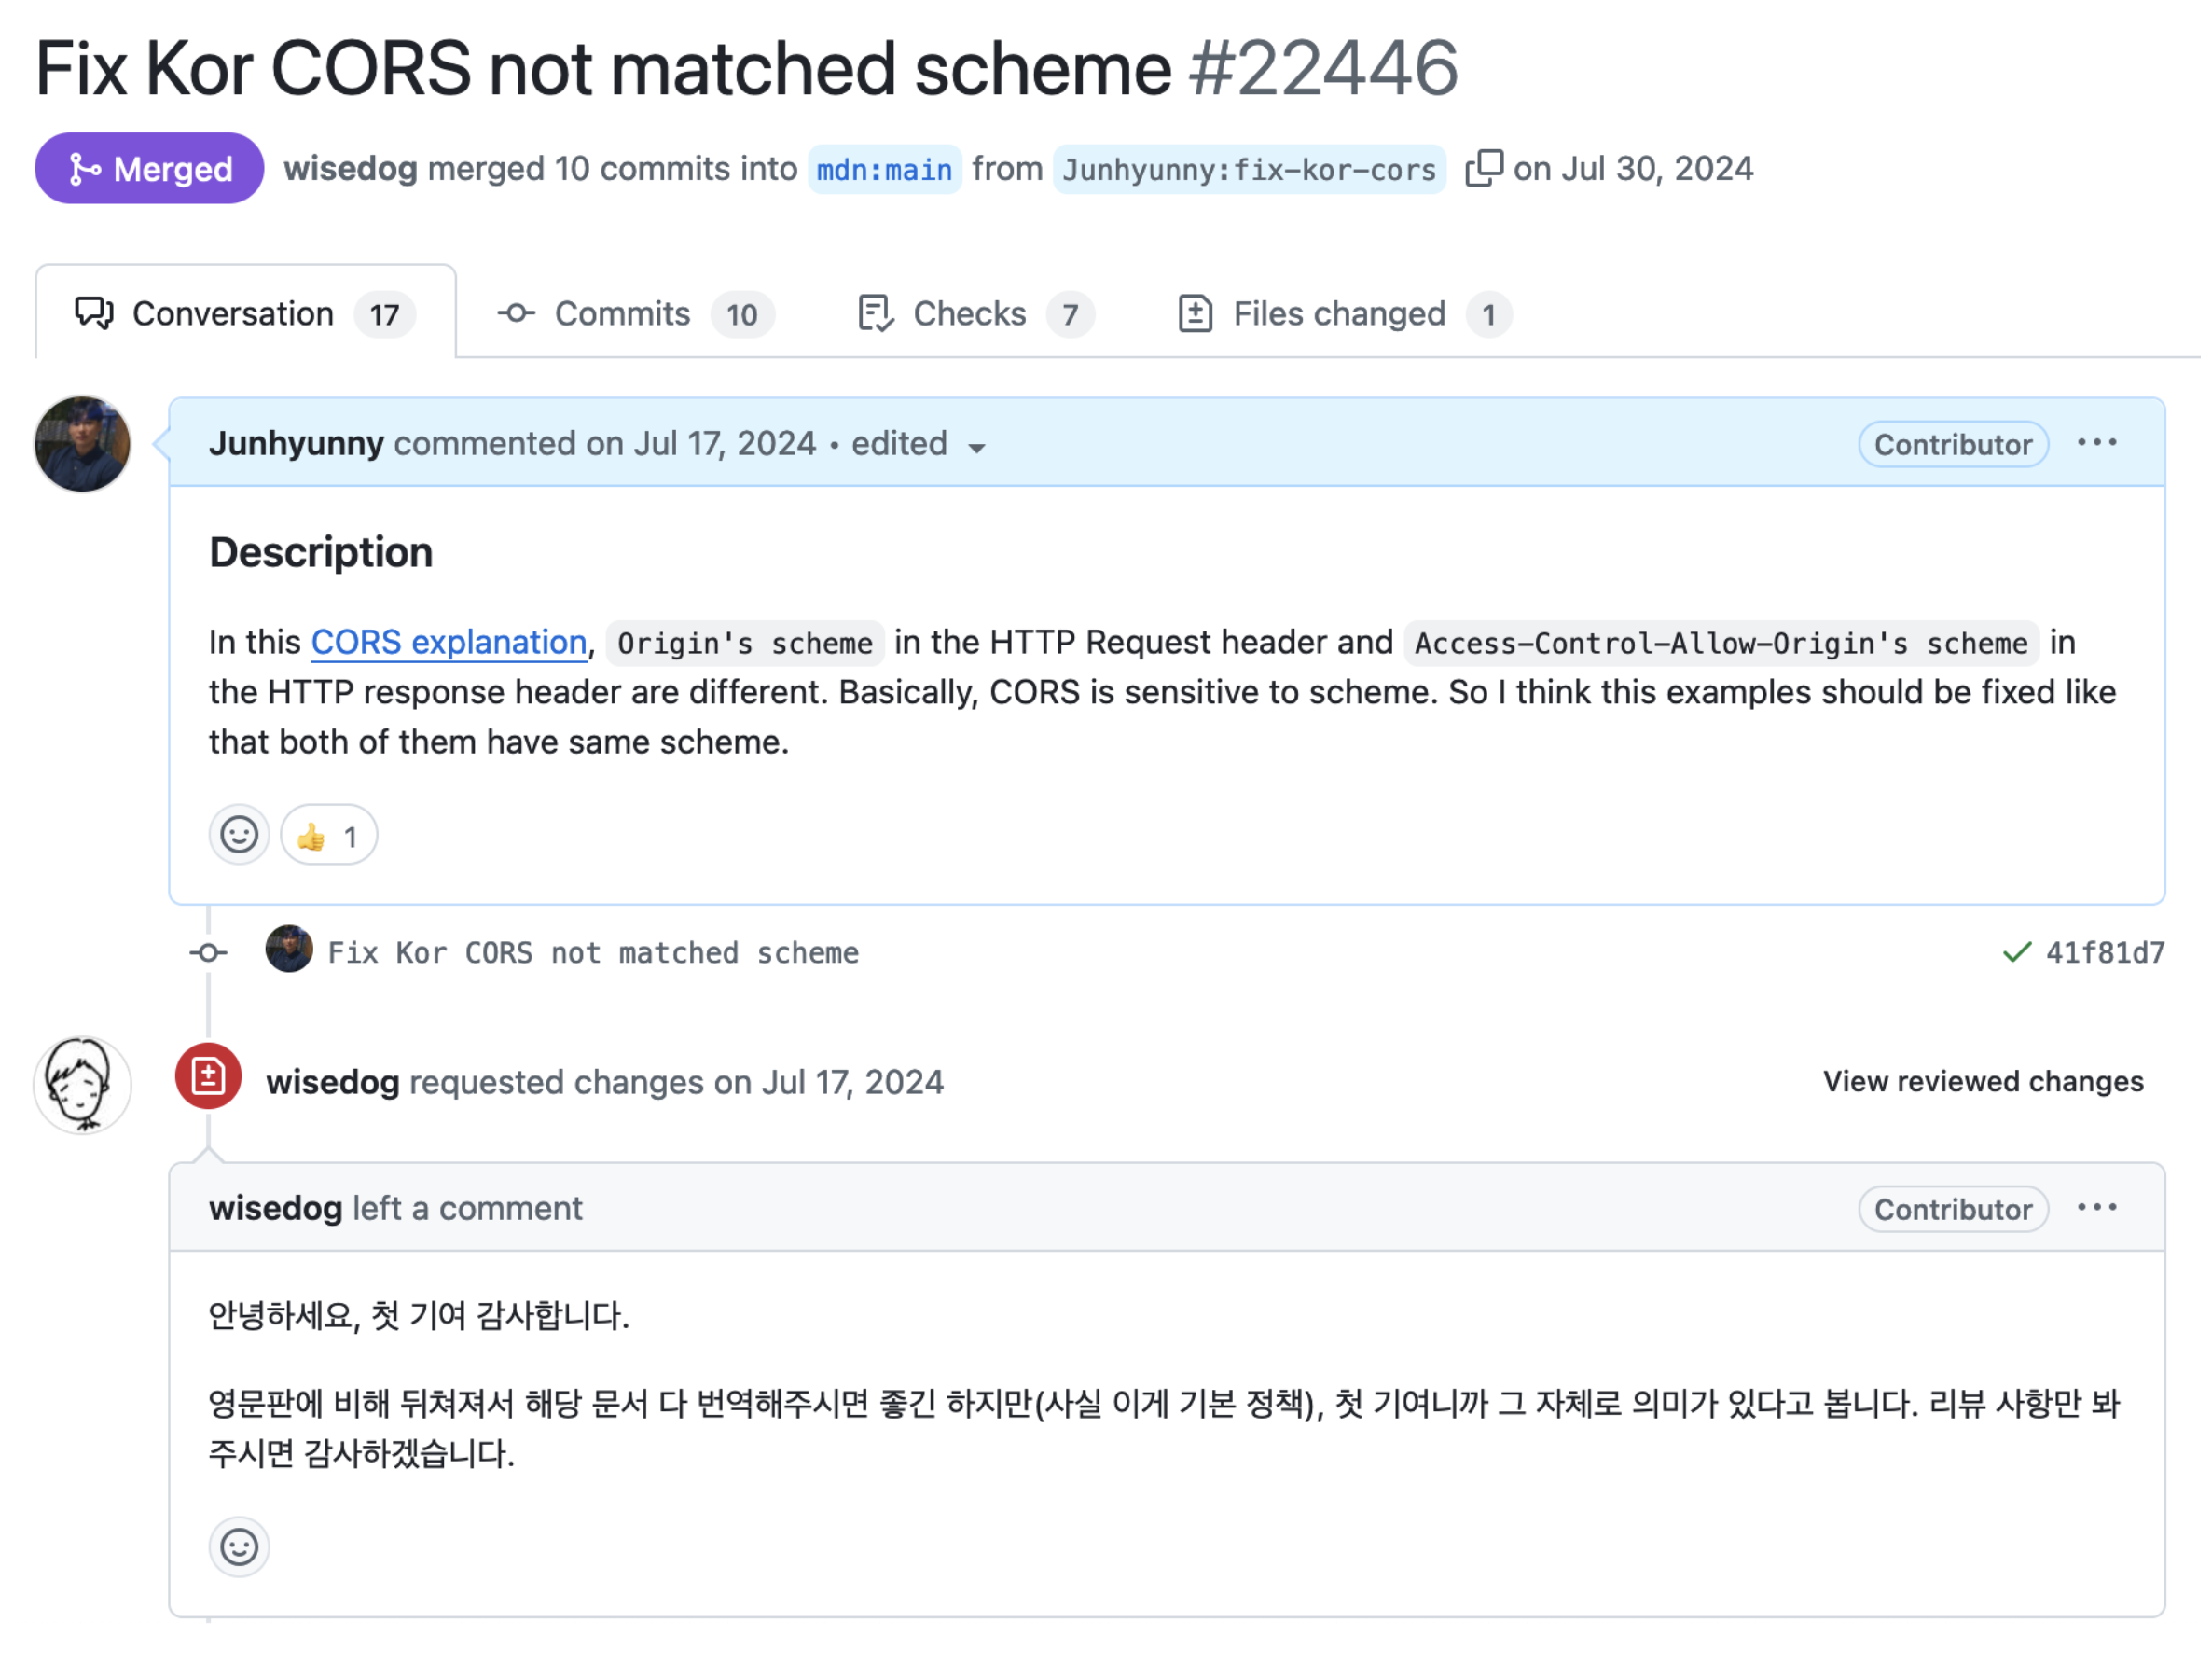 Fix Kor CORS not matched scheme #22446
Merged wisedog merged 10 commits into mdn:main from Junhyunny:fix-kor-cors on Jul 30, 2024
Conversation 17 Commits 10 Checks 7 Files changed 1
Junhyunny commented on Jul 17, 2024 • edited Contributor ...
Description
In this CORS explanation, Origin's scheme in the HTTP Request header and Access-Control-Allow-Origin's scheme in
the HTTP response header are different. Basically, CORS is sensitive to scheme. So I think this examples should be fixed like
that both of them have same scheme.
👍 1
Fix Kor CORS not matched scheme 41f81d7
wisedog requested changes on Jul 17, 2024 View reviewed changes
wisedog left a comment Contributor ...
안녕하세요, 첫 기여 감사합니다.
영문판에 비해 뒤쳐져서 해당 문서 다 번역해주시면 좋긴 하지만(사실 이게 기본 정책), 첫 기여니까 그 자체로 의미가 있다고 봅니다. 리뷰 사항만 봐
주시면 감사하겠습니다.